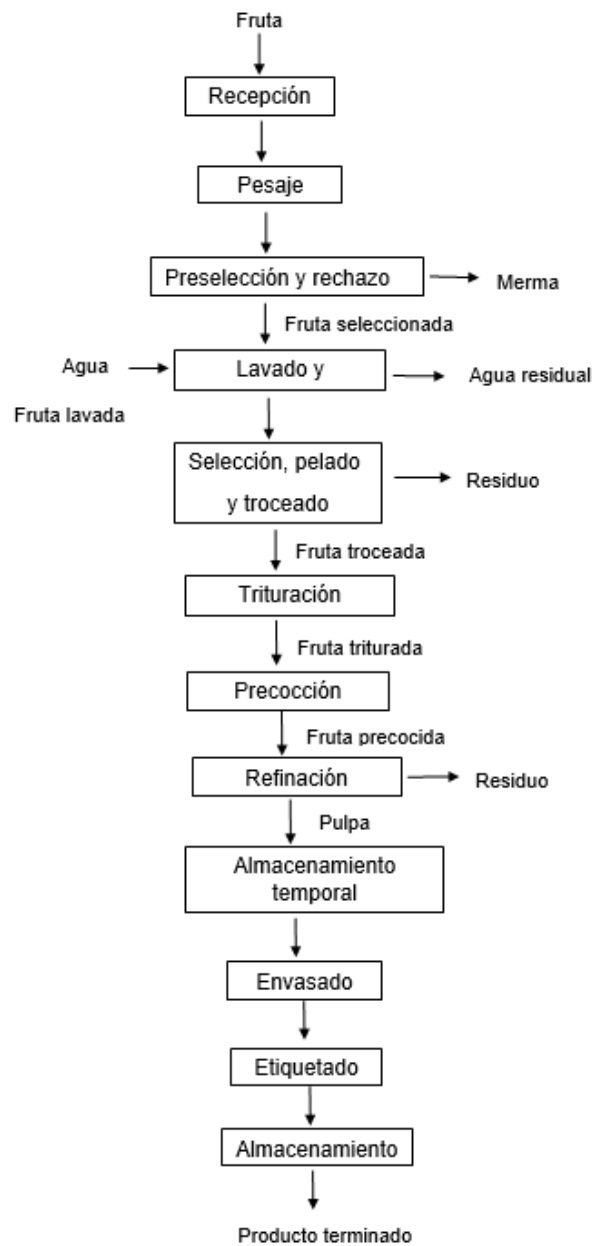 Fruta
Recepción
Pesaje
Preselección y rechazo
Merma
Fruta seleccionada
Agua
Lavado y
Agua residual
Fruta lavada
Selección, pelado
y troceado
Residuo
Fruta troceada
Trituración
Fruta triturada
Precocción
Fruta precocida
Refinación
Residuo
Pulpa
Almacenamiento
temporal
Envasado
Etiquetado
Almacenamiento
Producto terminado